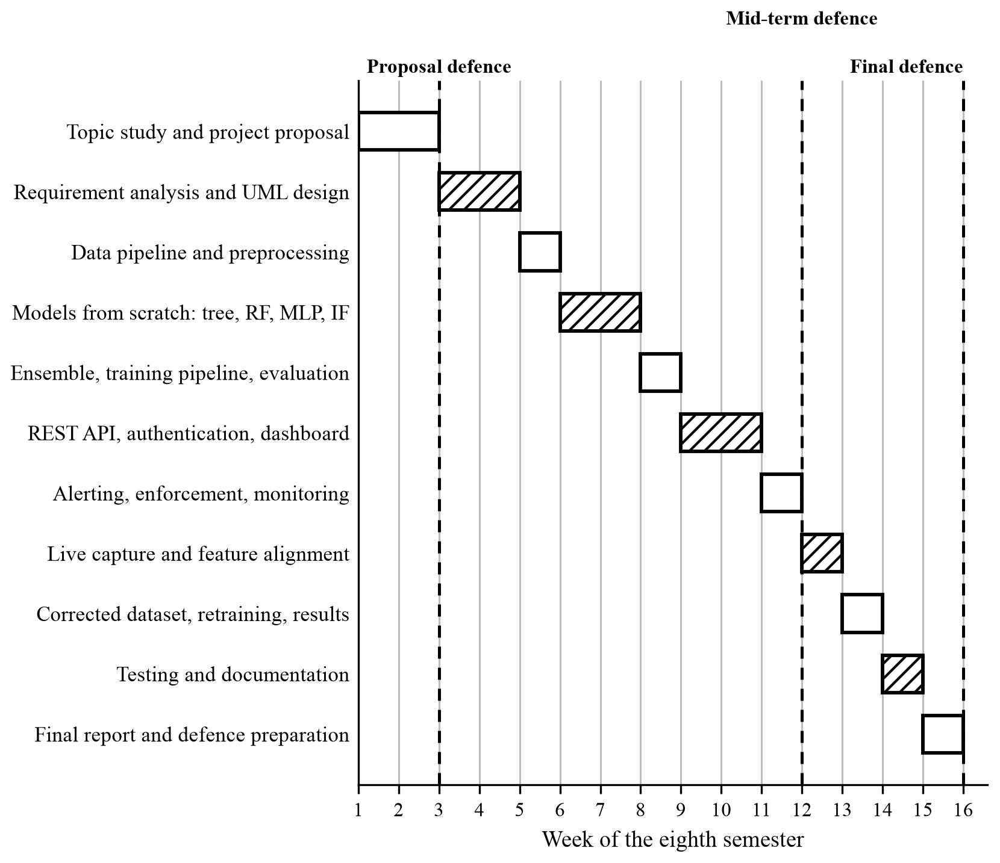 Mid-term defence
Proposal defence
Final defence
Topic study and project proposal
Requirement analysis and UML design
Data pipeline and preprocessing
Models from scratch: tree, RF, MLP, IF
Ensemble, training pipeline, evaluation
REST API, authentication, dashboard
Alerting, enforcement, monitoring
Live capture and feature alignment
Corrected dataset, retraining, results
Testing and documentation
Final report and defence preparation
1 2 3 4 5 6 7 8 9 10 11 12 13 14 15 16
Week of the eighth semester